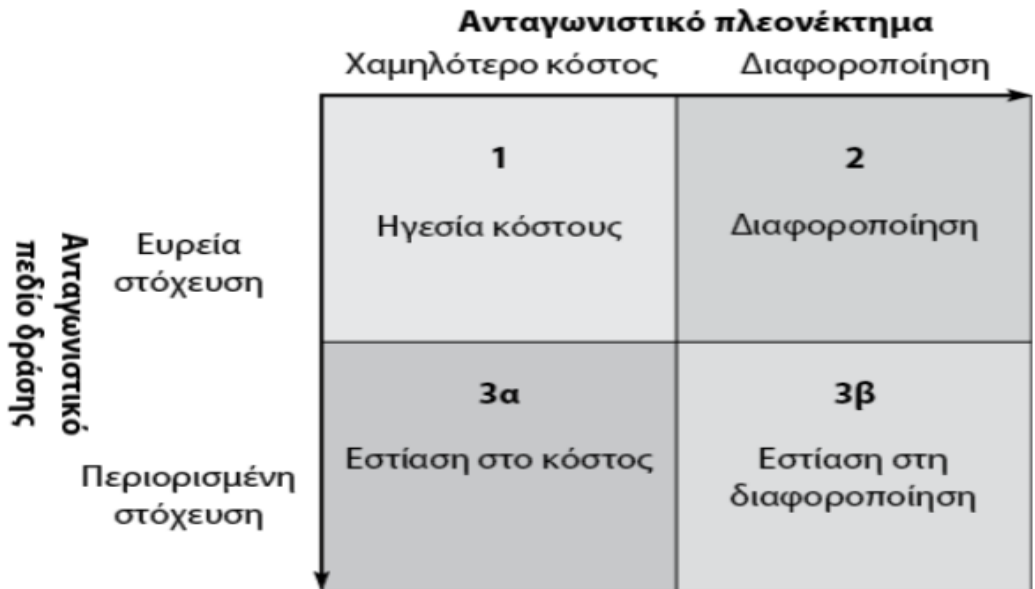 Ανταγωνιστικό πλεονέκτημα
Χαμηλότερο κόστος
Διαφοροποίηση
Ανταγωνιστικό
πεδίο δράσης
Ευρεία
στόχευση
1
Ηγεσία κόστους
2
Διαφοροποίηση
Περιορισμένη
στόχευση
3α
Εστίαση στο κόστος
3β
Εστίαση στη
διαφοροποίηση